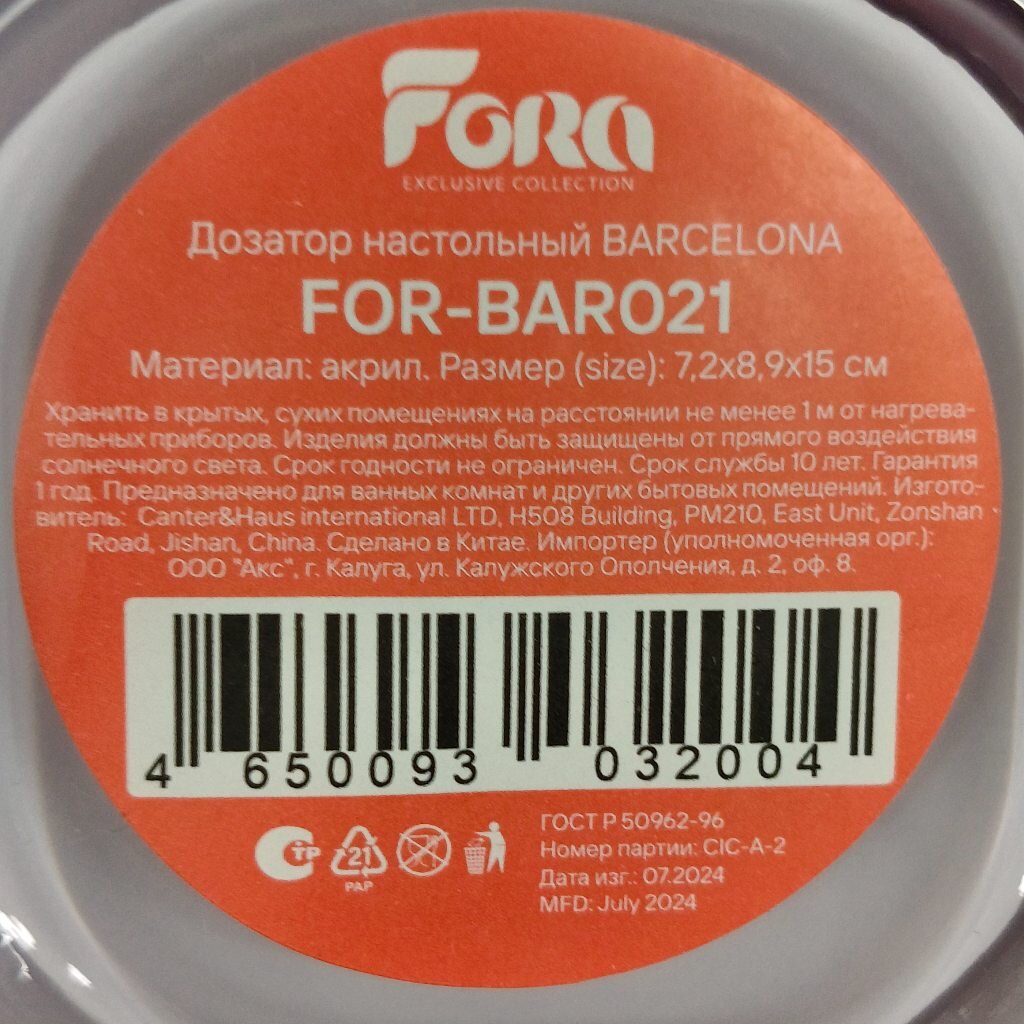 FORA
EXCLUSIVE COLLECTION
Дозатор настольный BARCELONA
FOR-BAR021
Материал: акрил. Размер (size): 7,2х8,9х15 см
Хранить в крытых, сухих помещениях на расстоянии не менее 1 м от нагрева-
тельных приборов. Изделия должны быть защищены от прямого воздействия
солнечного света. Срок годности не ограничен. Срок службы 10 лет. Гарантия
1 год. Предназначено для ванных комнат и других бытовых помещений. Изгото-
витель: Canter&Haus international LTD, H508 Building, PM210, East Unit, Zonshan
Road, Jishan, China. Сделано в Китае. Импортер (уполномоченная орг.):
ООО "Акс", г. Калуга, ул. Калужского Ополчения, д. 2, оф. 8.
4 650093 032004
СТР
21
PAP
ГОСТ Р 50962-96
Номер партии: CIC-A-2
Дата изг.: 07.2024
MFD: July 2024